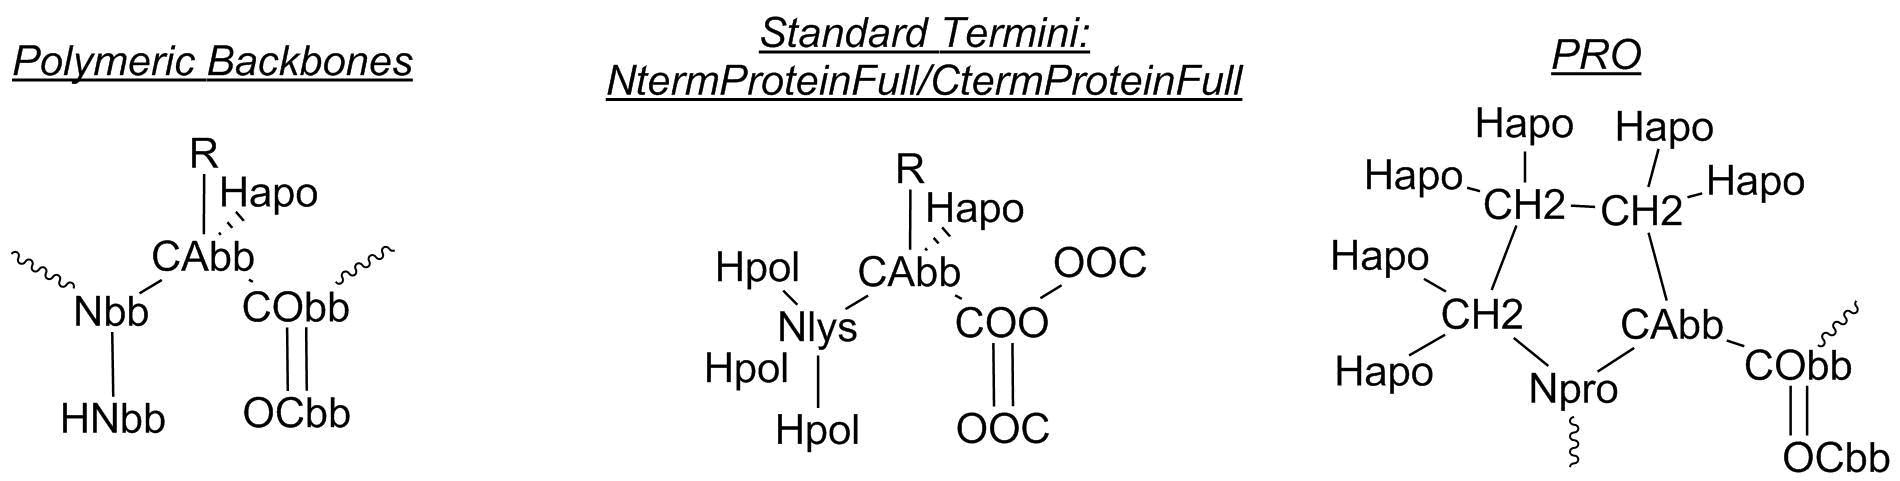 Polymeric Backbones
R
Hapo
CAbb
Nbb
CObb
HNbb
OCbb
Standard Termini:
NtermProteinFull/CtermProteinFull
R
Hapo
Hpol
CAbb
OOC
Nlys
COO
Hpol
Hpol
OOC
PRO
Hapo
Hapo
Hapo
Hapo
CH2
CH2
Hapo
CH2
CAbb
Hapo
CObb
Npro
OCbb